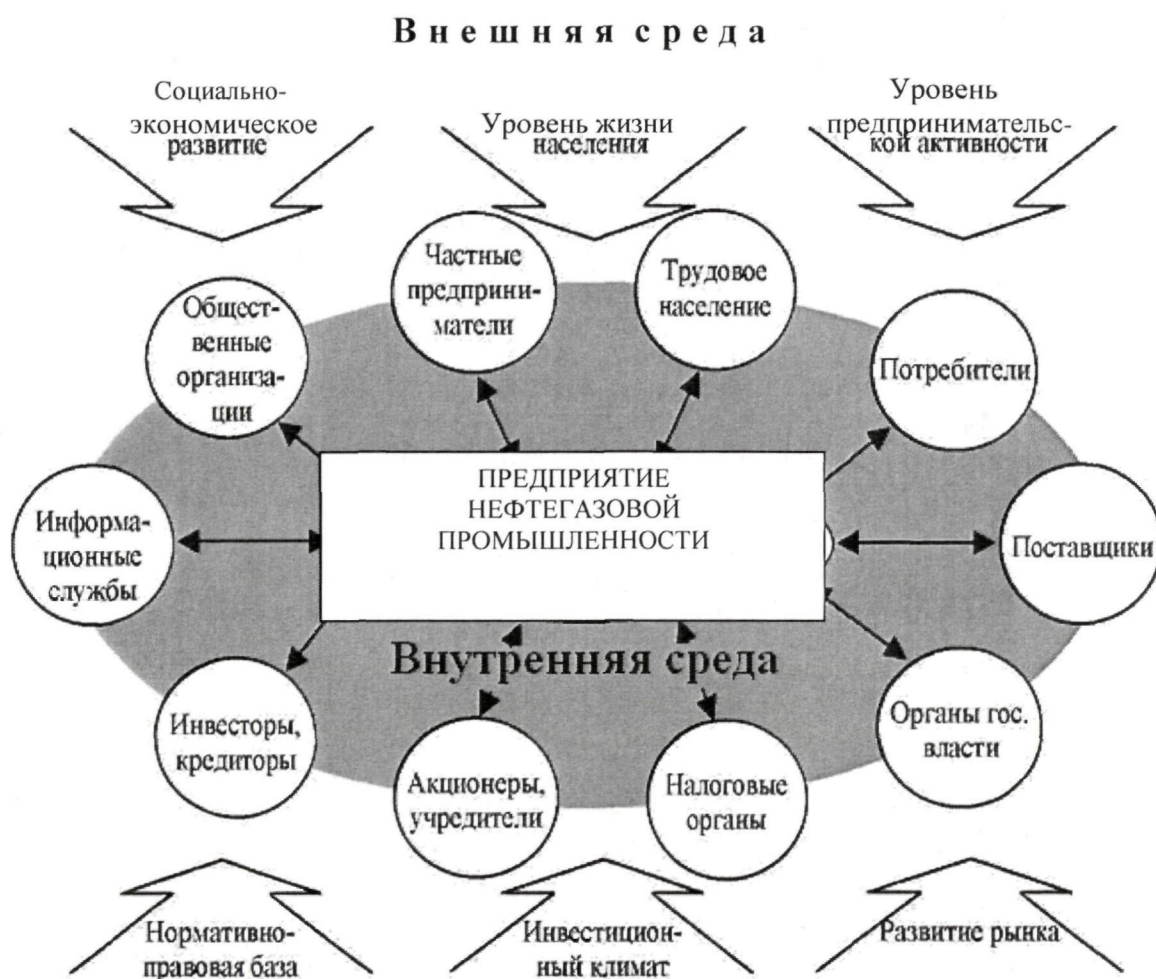 Внешняя среда
Социально-
экономическое
развитие
Уровень жизни
населения
Уровень
предпринимательс-
кой активности
Частные
предприни-
матели
Трудовое
население
Общест-
венные
организа-
ции
Потребители
ПРЕДПРИЯТИЕ
НЕФТЕГАЗОВОЙ
ПРОМЫШЛЕННОСТИ
Информа-
ционные
службы
Поставщики
Внутренняя среда
Инвесторы,
кредиторы
Акционеры,
учредители
Налоговые
органы
Органы гос.
власти
Нормативно-
правовая база
Инвестицион-
ный климат
Развитие рынка